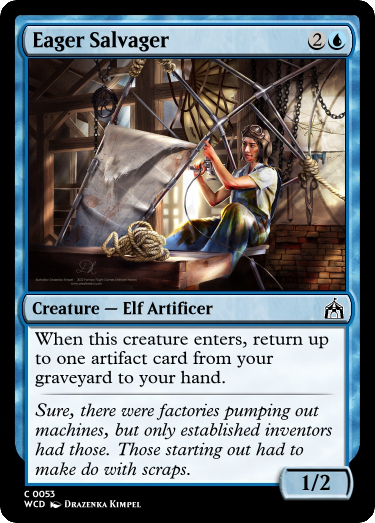 Eager Salvager 2
Creature — Elf Artificer
When this creature enters, return up
to one artifact card from your
graveyard to your hand.
Sure, there were factories pumping out
machines, but only established inventors
had those. Those starting out had to
make do with scraps.
1/2
C 0053
WCD Drazenka Kimpel